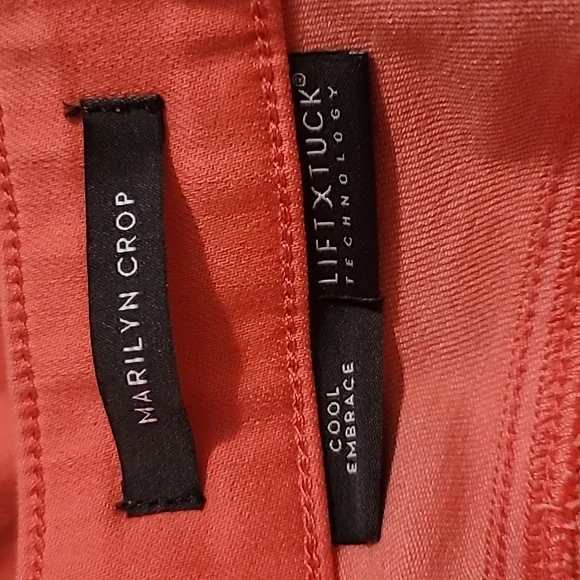 MARILYN CROP
LIFT X TUCK®
TECHNOLOGY
COOL
EMBRACE